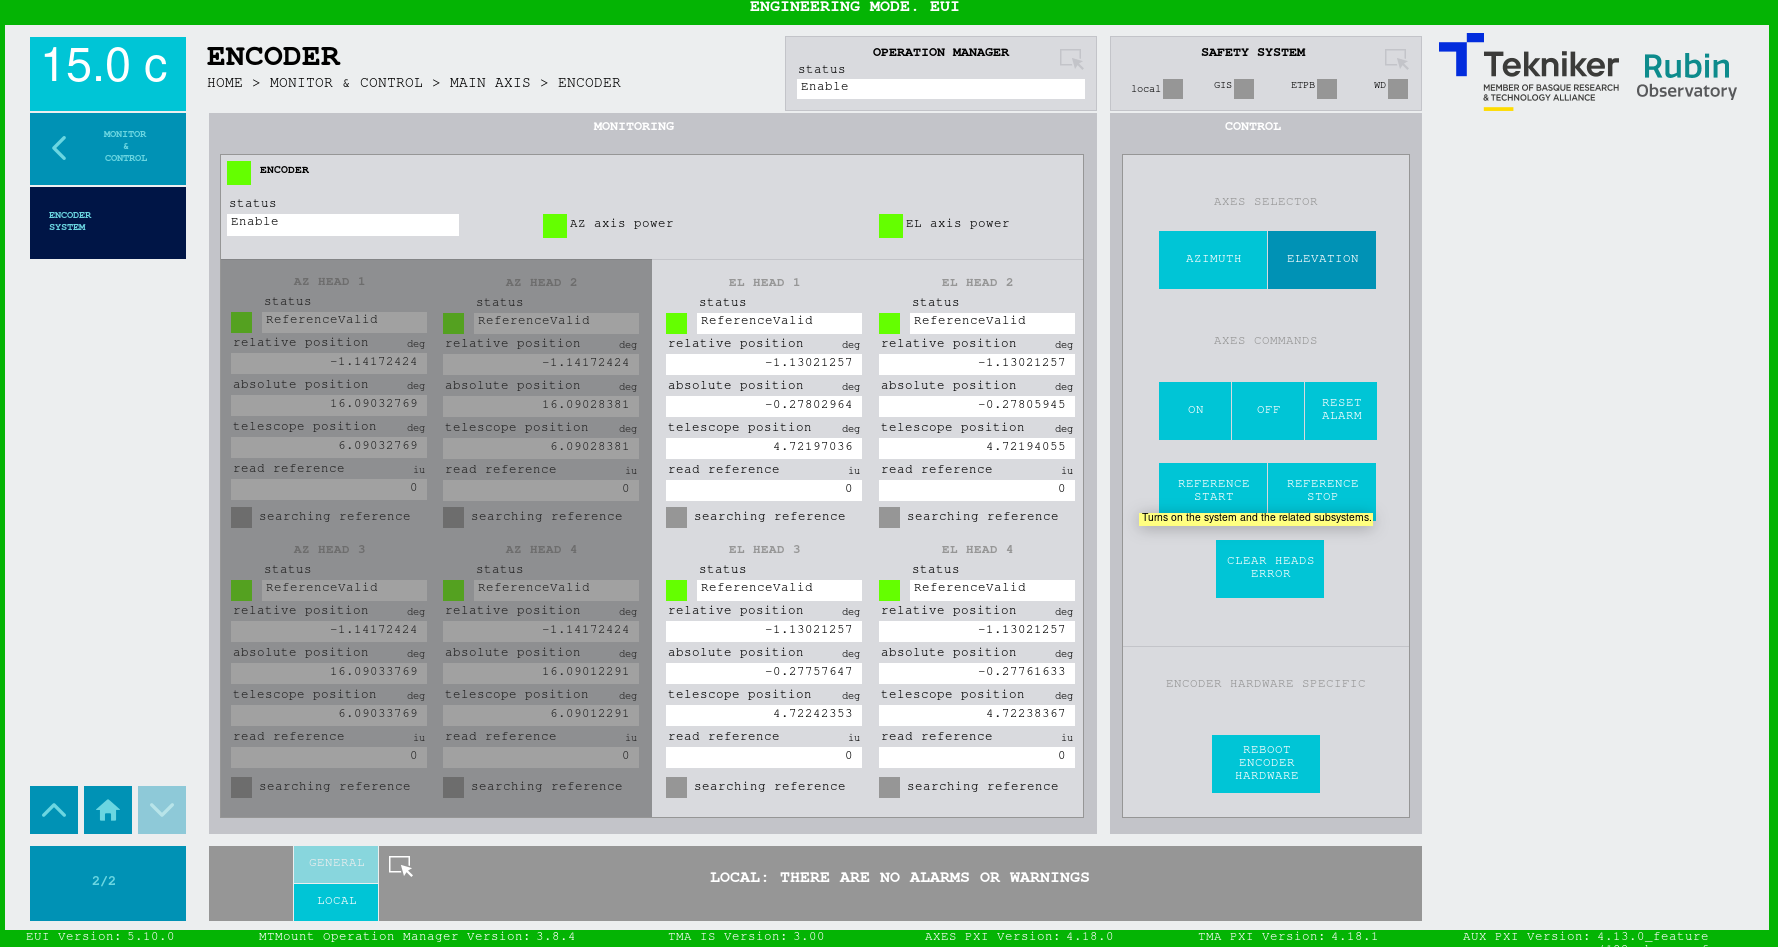 ENGINEERING MODE. EUI
15.0 c
ENCODER
HOME > MONITOR & CONTROL > MAIN AXIS > ENCODER
OPERATION MANAGER
status
Enable
SAFETY SYSTEM
local
GIS
ETPB
WD
Tekniker
MEMBER OF BASQUE RESEARCH
& TECHNOLOGY ALLIANCE
Rubin
Observatory
MONITOR
&
CONTROL
ENCODER
SYSTEM
MONITORING
ENCODER
status
Enable
AZ axis power
EL axis power
AZ HEAD 1
status
ReferenceValid
relative position deg
-1.14172424
absolute position deg
16.09032769
telescope position deg
6.09032769
read reference iu
0
searching reference
AZ HEAD 2
status
ReferenceValid
relative position deg
-1.14172424
absolute position deg
16.09028381
telescope position deg
6.09028381
read reference iu
0
searching reference
EL HEAD 1
status
ReferenceValid
relative position deg
-1.13021257
absolute position deg
-0.27802964
telescope position deg
4.72197036
read reference iu
0
searching reference
EL HEAD 2
status
ReferenceValid
relative position deg
-1.13021257
absolute position deg
-0.27805945
telescope position deg
4.72194055
read reference iu
0
searching reference
AZ HEAD 3
status
ReferenceValid
relative position deg
-1.14172424
absolute position deg
16.09033769
telescope position deg
6.09033769
read reference iu
0
searching reference
AZ HEAD 4
status
ReferenceValid
relative position deg
-1.14172424
absolute position deg
16.09012291
telescope position deg
6.09012291
read reference iu
0
searching reference
EL HEAD 3
status
ReferenceValid
relative position deg
-1.13021257
absolute position deg
-0.27757647
telescope position deg
4.72242353
read reference iu
0
searching reference
EL HEAD 4
status
ReferenceValid
relative position deg
-1.13021257
absolute position deg
-0.27761633
telescope position deg
4.72238367
read reference iu
0
searching reference
CONTROL
AXES SELECTOR
AZIMUTH
ELEVATION
AXES COMMANDS
ON
OFF
RESET
ALARM
REFERENCE
START
REFERENCE
STOP
Turns on the system and the related subsystems.
CLEAR HEADS
ERROR
ENCODER HARDWARE SPECIFIC
REBOOT
ENCODER
HARDWARE
2/2
GENERAL
LOCAL
LOCAL: THERE ARE NO ALARMS OR WARNINGS
EUI Version: 5.10.0
MTMount Operation Manager Version: 3.8.4
TMA IS Version: 3.00
AXES PXI Version: 4.18.0
TMA PXI Version: 4.18.1
AUX PXI Version: 4.13.0_feature